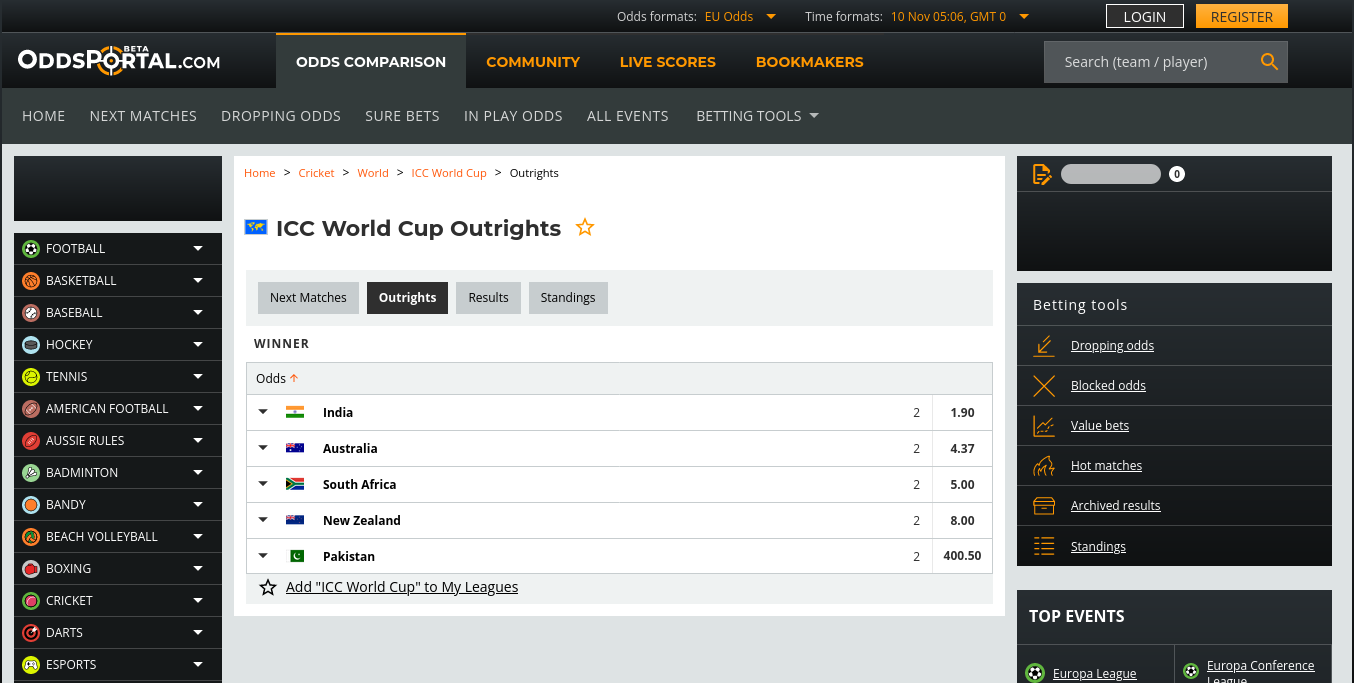 Odds formats: EU Odds Time formats: 10 Nov 05:06, GMT 0 LOGIN REGISTER
ODDSPORTAL.COM BETA ODDS COMPARISON COMMUNITY LIVE SCORES BOOKMAKERS Search (team / player)
HOME NEXT MATCHES DROPPING ODDS SURE BETS IN PLAY ODDS ALL EVENTS BETTING TOOLS
FOOTBALL
BASKETBALL
BASEBALL
HOCKEY
TENNIS
AMERICAN FOOTBALL
AUSSIE RULES
BADMINTON
BANDY
BEACH VOLLEYBALL
BOXING
CRICKET
DARTS
ESPORTS
Home > Cricket > World > ICC World Cup > Outrights
ICC World Cup Outrights
Next Matches Outrights Results Standings
WINNER
Odds
India 2 1.90
Australia 2 4.37
South Africa 2 5.00
New Zealand 2 8.00
Pakistan 2 400.50
Add "ICC World Cup" to My Leagues
0
Betting tools
Dropping odds
Blocked odds
Value bets
Hot matches
Archived results
Standings
TOP EVENTS
Europa League
Europa Conference
League